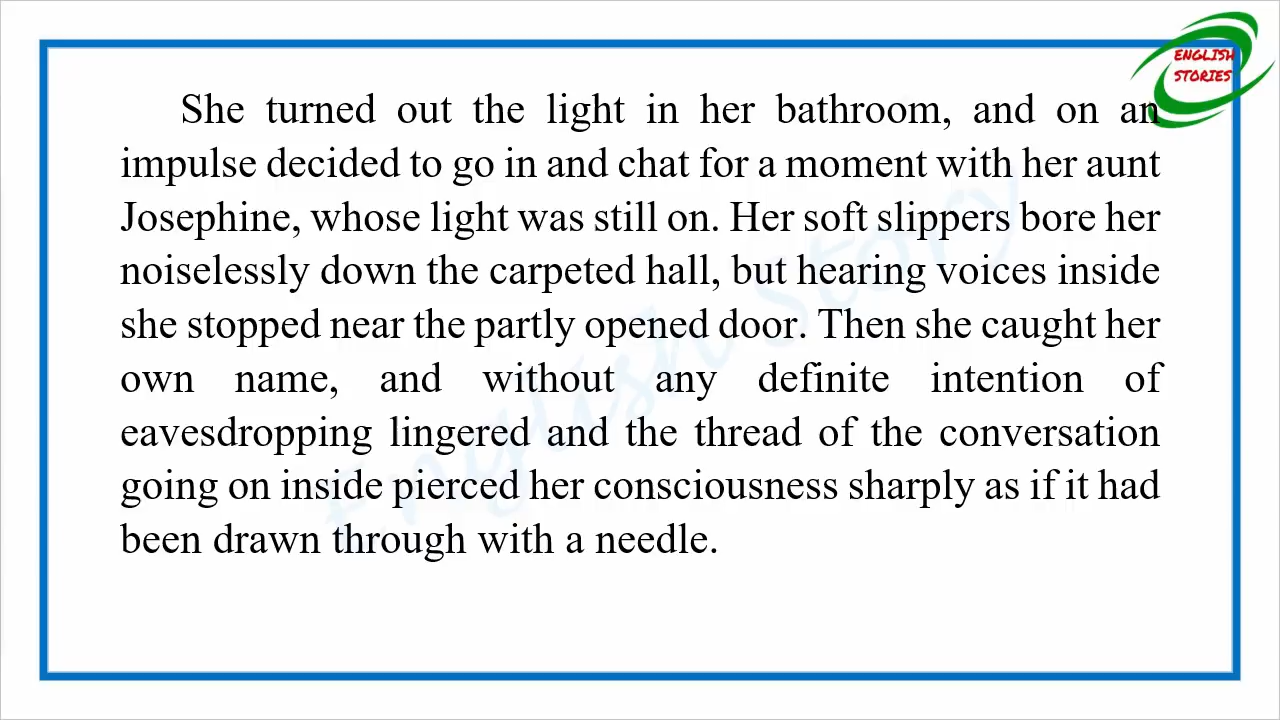 ENGLISH
STORIES
She turned out the light in her bathroom, and on an
impulse decided to go in and chat for a moment with her aunt
Josephine, whose light was still on. Her soft slippers bore her
noiselessly down the carpeted hall, but hearing voices inside
she stopped near the partly opened door. Then she caught her
own name, and without any definite intention of
eavesdropping lingered and the thread of the conversation
going on inside pierced her consciousness sharply as if it had
been drawn through with a needle.
English Story